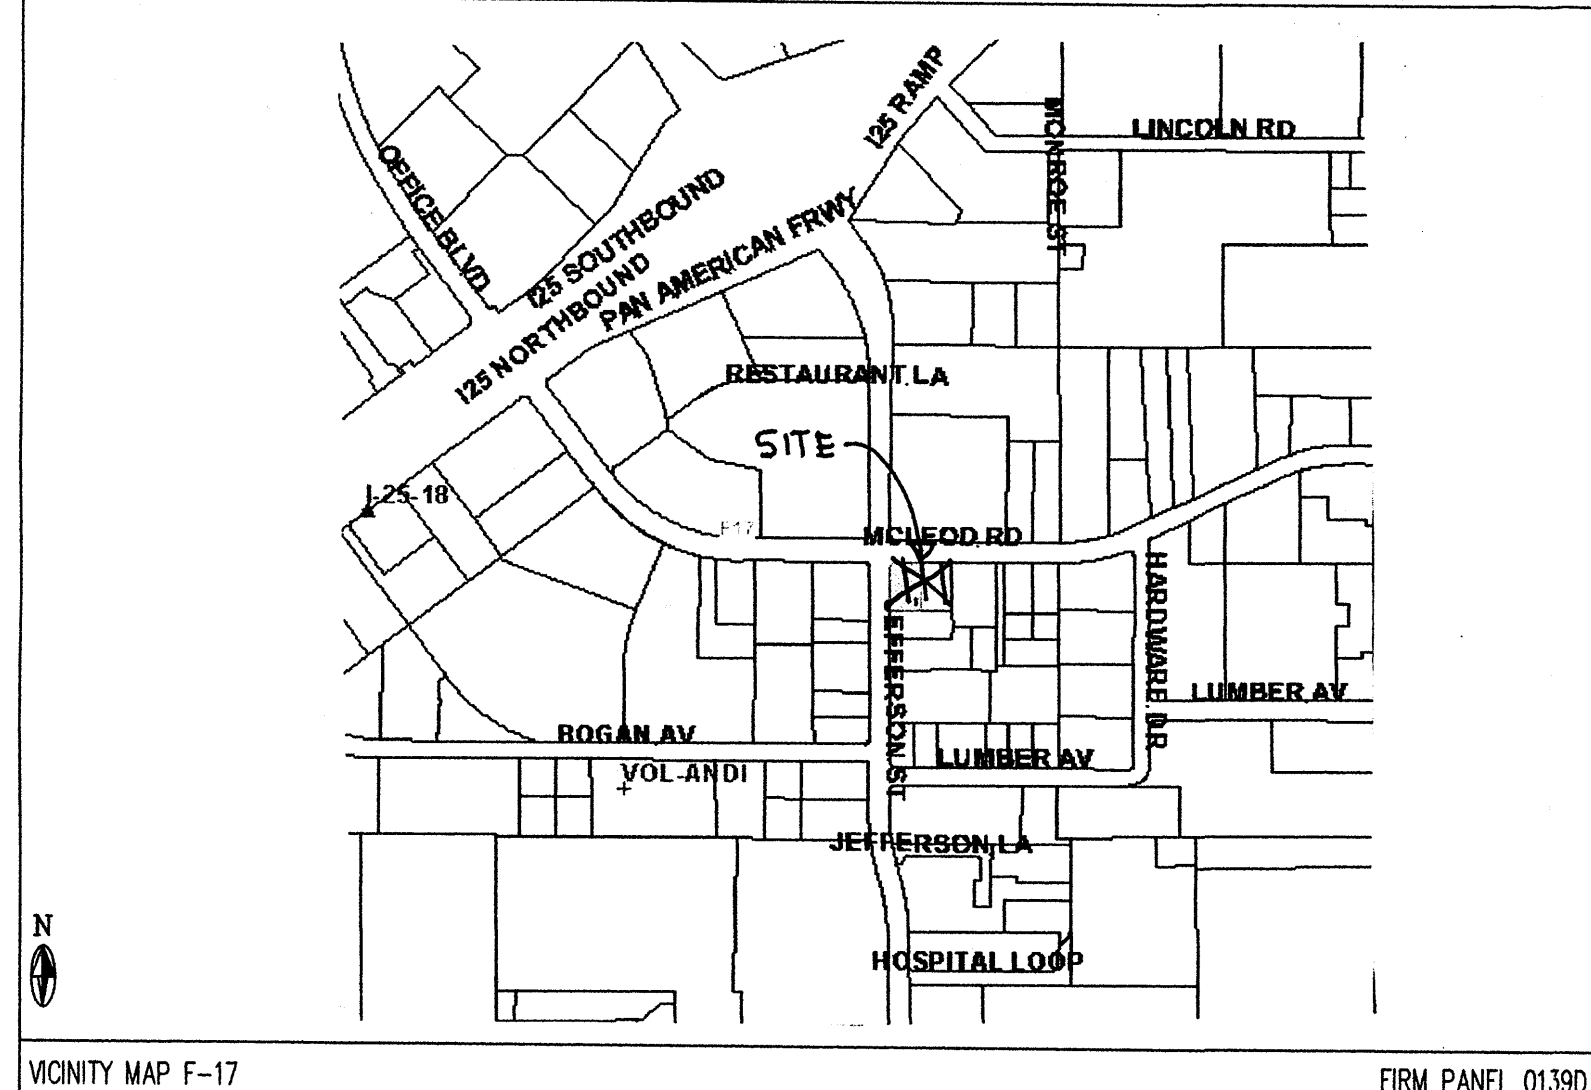 I25 RAMP
MONROE ST
LINCOLN RD
OFFICE BLVD
I25 SOUTHBOUND
I25 NORTHBOUND
PAN AMERICAN FRWY
RESTAURANT LA
SITE
I-25-18
F17
MCLEOD RD
JEFFERSON ST
HARDWARE DR
LUMBER AV
BOGAN AV
LUMBER AV
VOL-ANDI
JEFFERSON LA
HOSPITAL LOOP
N
VICINITY MAP F-17
FIRM PANEL 0139D